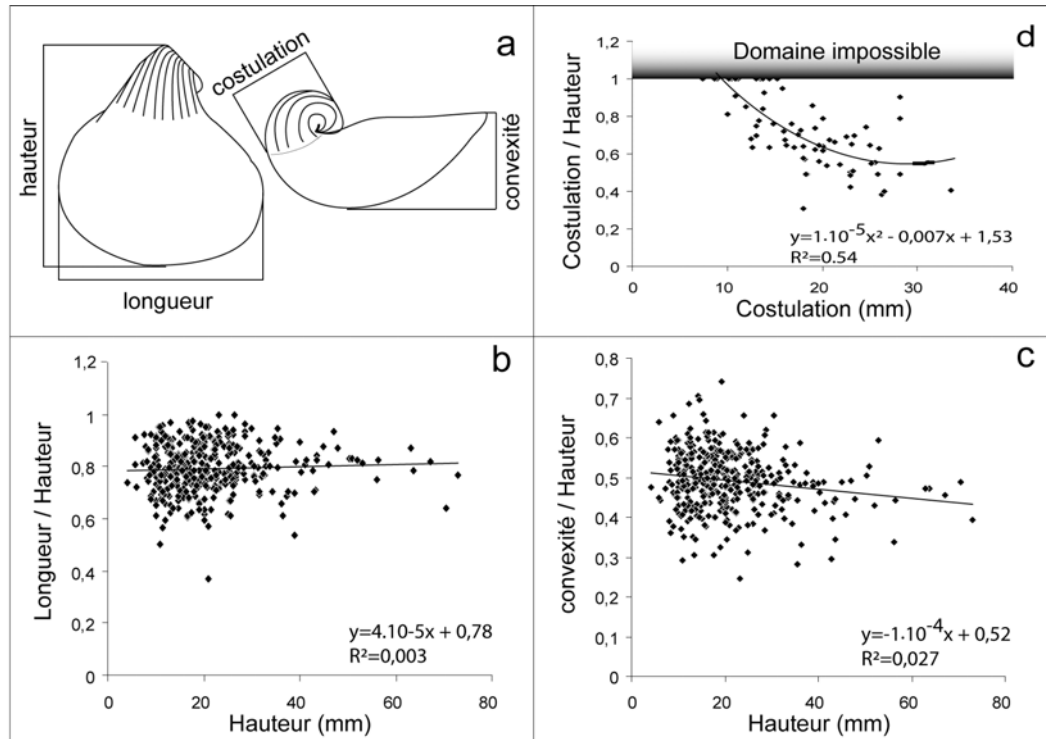 a
hauteur
longueur
costulation
convexité
d
Domaine impossible
1,2
1
0,8
0,6
0,4
0,2
0
Costulation / Hauteur
y=1.10⁻⁵x² - 0,007x + 1,53
R²=0.54
0 10 20 30 40
Costulation (mm)
b
1,2
1
0,8
0,6
0,4
0,2
0
Longueur / Hauteur
y=4.10-5x + 0,78
R²=0,003
0 20 40 60 80
Hauteur (mm)
c
0,8
0,7
0,6
0,5
0,4
0,3
0,2
0,1
0
convexité / Hauteur
y=-1.10⁻⁴x + 0,52
R²=0,027
0 20 40 60 80
Hauteur (mm)